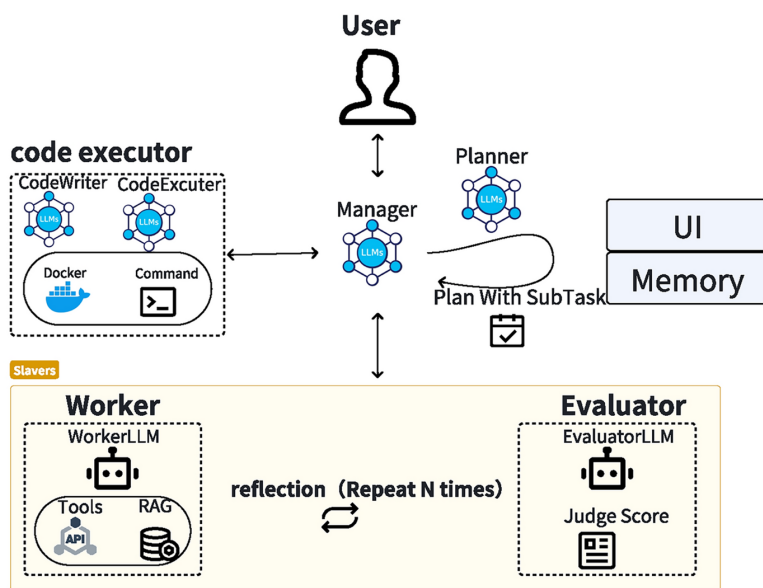 User
code executor
CodeWriter
CodeExcuter
LLMs
LLMs
Docker
Command
Manager
LLMs
Planner
LLMs
Plan With SubTask
UI
Memory
Slavers
Worker
WorkerLLM
Tools
RAG
API
reflection（Repeat N times）
Evaluator
EvaluatorLLM
Judge Score